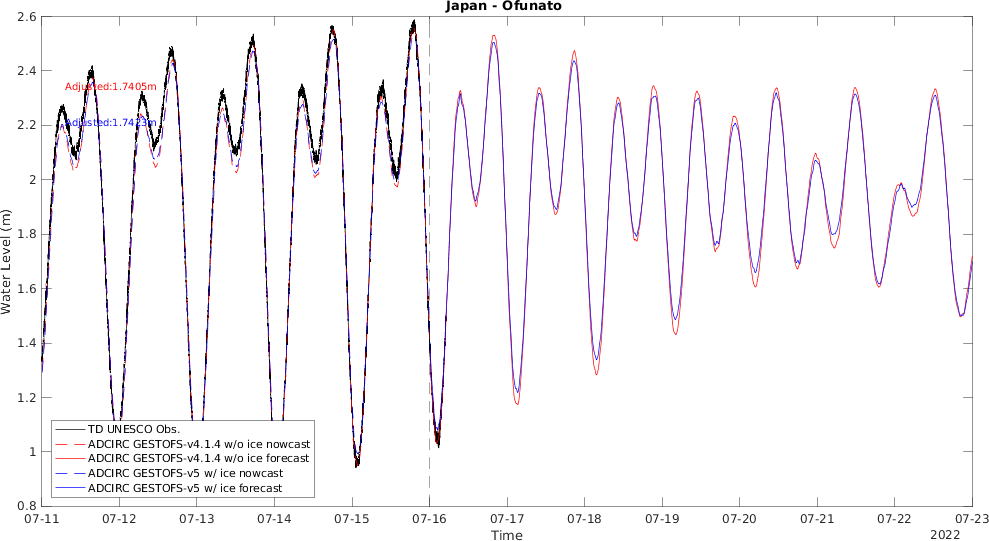 Japan - Ofunato
2.6
2.4
2.2
2
1.8
1.6
1.4
1.2
1
0.8
Water Level (m)
Adjusted:1.7405m
Adjusted:1.7423m
TD UNESCO Obs.
ADCIRC GESTOFS-v4.1.4 w/o ice nowcast
ADCIRC GESTOFS-v4.1.4 w/o ice forecast
ADCIRC GESTOFS-v5 w/ ice nowcast
ADCIRC GESTOFS-v5 w/ ice forecast
07-11 07-12 07-13 07-14 07-15 07-16 07-17 07-18 07-19 07-20 07-21 07-22 07-23
Time
2022